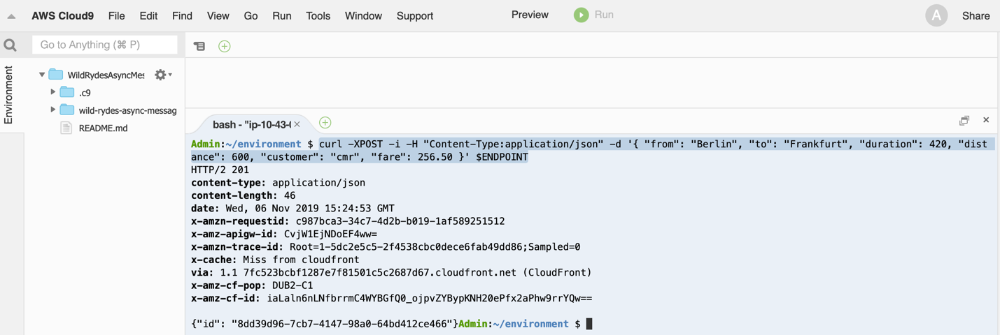 AWS Cloud9 File Edit Find View Go Run Tools Window Support Preview Run A Share
Go to Anything (⌘ P)
Environment
WildRydesAsyncMes
.c9
wild-rydes-async-messag
README.md
bash - "ip-10-43-(
Admin:~/environment $ curl -XPOST -i -H "Content-Type:application/json" -d '{ "from": "Berlin", "to": "Frankfurt", "duration": 420, "dist
ance": 600, "customer": "cmr", "fare": 256.50 }' $ENDPOINT
HTTP/2 201
content-type: application/json
content-length: 46
date: Wed, 06 Nov 2019 15:24:53 GMT
x-amzn-requestid: c987bca3-34c7-4d2b-b019-1af589251512
x-amz-apigw-id: CvjW1EjNDoEF4ww=
x-amzn-trace-id: Root=1-5dc2e5c5-2f4538cbc0dece6fab49dd86;Sampled=0
x-cache: Miss from cloudfront
via: 1.1 7fc523bcbf1287e7f81501c5c2687d67.cloudfront.net (CloudFront)
x-amz-cf-pop: DUB2-C1
x-amz-cf-id: iaLaln6nLNfbrrmC4WYBGfQ0_ojpvZYBypKNH20ePfx2aPhw9rrYQw==
{"id": "8dd39d96-7cb7-4147-98a0-64bd412ce466"}Admin:~/environment $